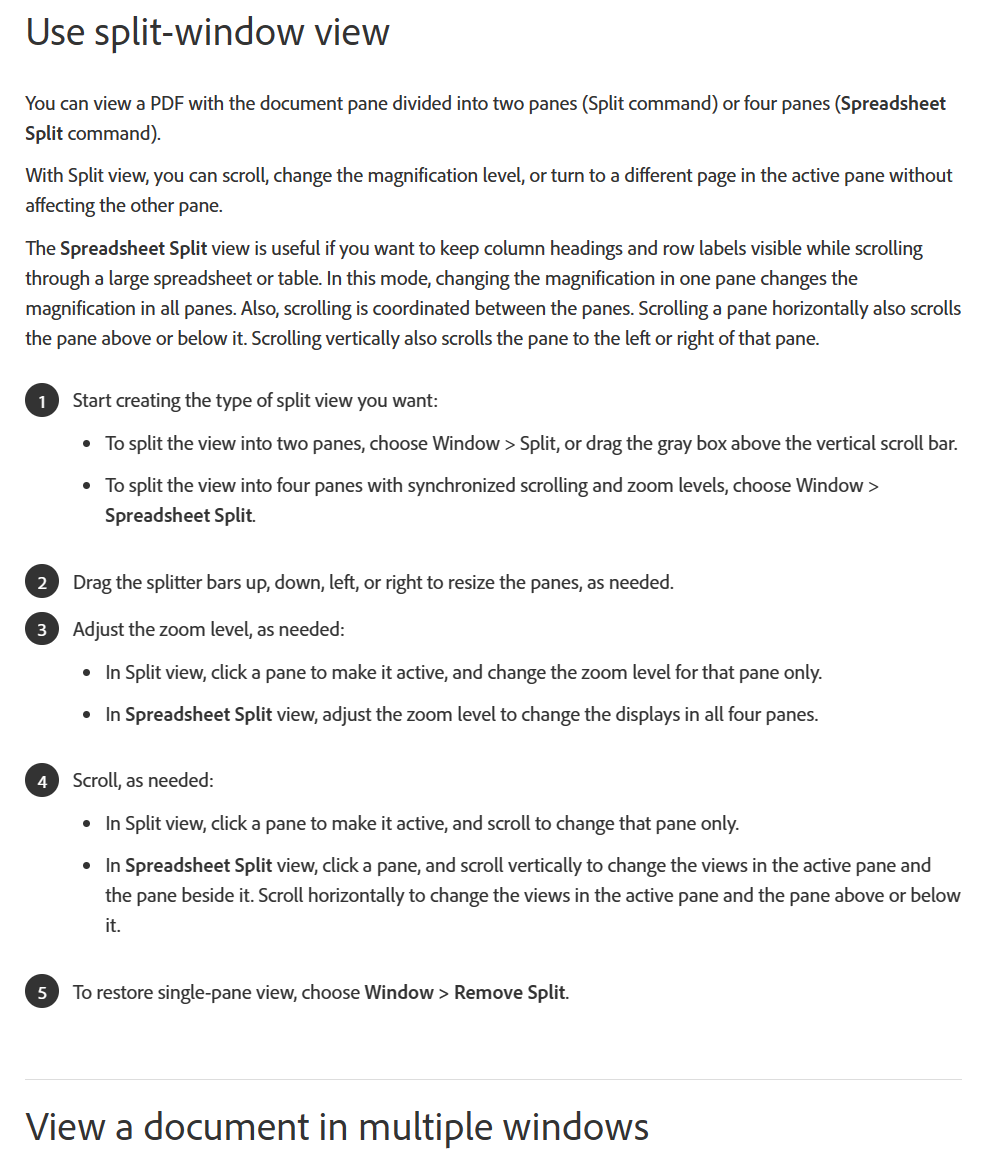 Use split-window view
You can view a PDF with the document pane divided into two panes (Split command) or four panes (Spreadsheet
Split command).
With Split view, you can scroll, change the magnification level, or turn to a different page in the active pane without
affecting the other pane.
The Spreadsheet Split view is useful if you want to keep column headings and row labels visible while scrolling
through a large spreadsheet or table. In this mode, changing the magnification in one pane changes the
magnification in all panes. Also, scrolling is coordinated between the panes. Scrolling a pane horizontally also scrolls
the pane above or below it. Scrolling vertically also scrolls the pane to the left or right of that pane.
1 Start creating the type of split view you want:
• To split the view into two panes, choose Window > Split, or drag the gray box above the vertical scroll bar.
• To split the view into four panes with synchronized scrolling and zoom levels, choose Window >
Spreadsheet Split.
2 Drag the splitter bars up, down, left, or right to resize the panes, as needed.
3 Adjust the zoom level, as needed:
• In Split view, click a pane to make it active, and change the zoom level for that pane only.
• In Spreadsheet Split view, adjust the zoom level to change the displays in all four panes.
4 Scroll, as needed:
• In Split view, click a pane to make it active, and scroll to change that pane only.
• In Spreadsheet Split view, click a pane, and scroll vertically to change the views in the active pane and
the pane beside it. Scroll horizontally to change the views in the active pane and the pane above or below
it.
5 To restore single-pane view, choose Window > Remove Split.
View a document in multiple windows